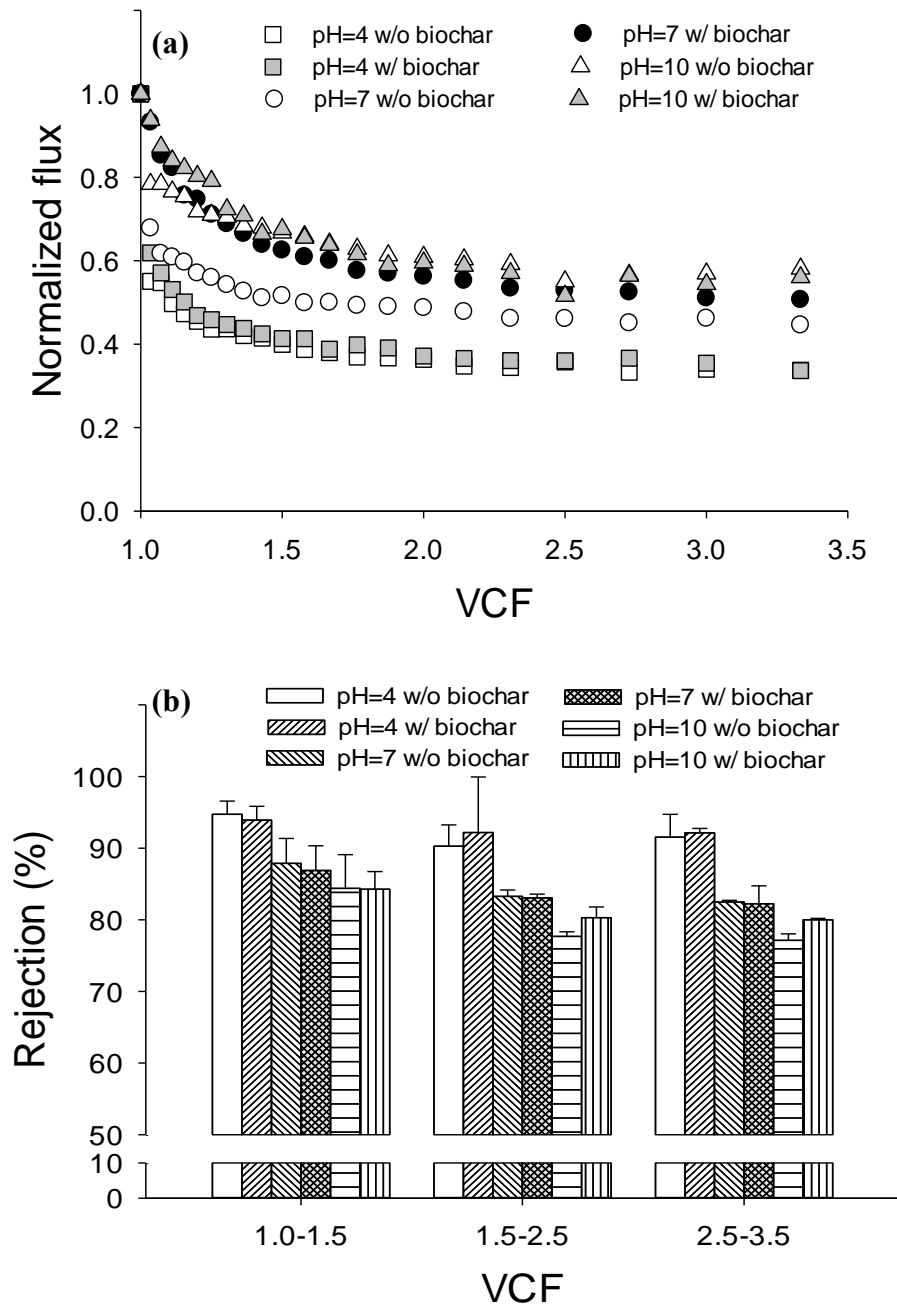 (a)
pH=4 w/o biochar
pH=4 w/ biochar
pH=7 w/o biochar
pH=7 w/ biochar
pH=10 w/o biochar
pH=10 w/ biochar
Normalized flux
1.0
0.8
0.6
0.4
0.2
0.0
1.0 1.5 2.0 2.5 3.0 3.5
VCF
(b)
pH=4 w/o biochar
pH=4 w/ biochar
pH=7 w/o biochar
pH=7 w/ biochar
pH=10 w/o biochar
pH=10 w/ biochar
Rejection (%)
100
90
80
70
60
50
10
0
1.0-1.5 1.5-2.5 2.5-3.5
VCF